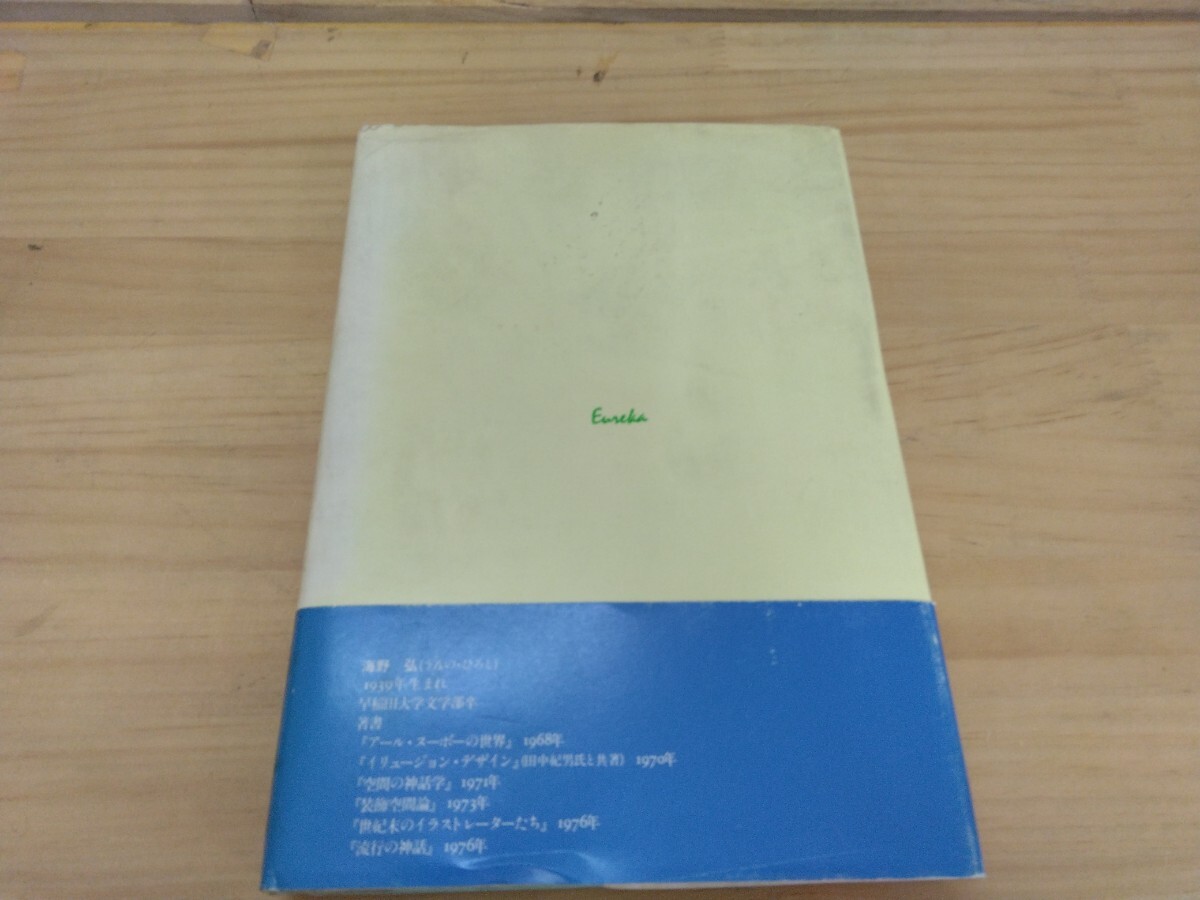 Eureka
海野　弘(うんの・ひろし)
1939年生まれ
早稲田大学文学部卒
著書
『アール・ヌーボーの世界』 1968年
『イリュージョン・デザイン』(田中紀男氏と共著) 1970年
『空間の神話学』 1971年
『装飾空間論』 1973年
『世紀末のイラストレーターたち』 1976年
『流行の神話』 1976年